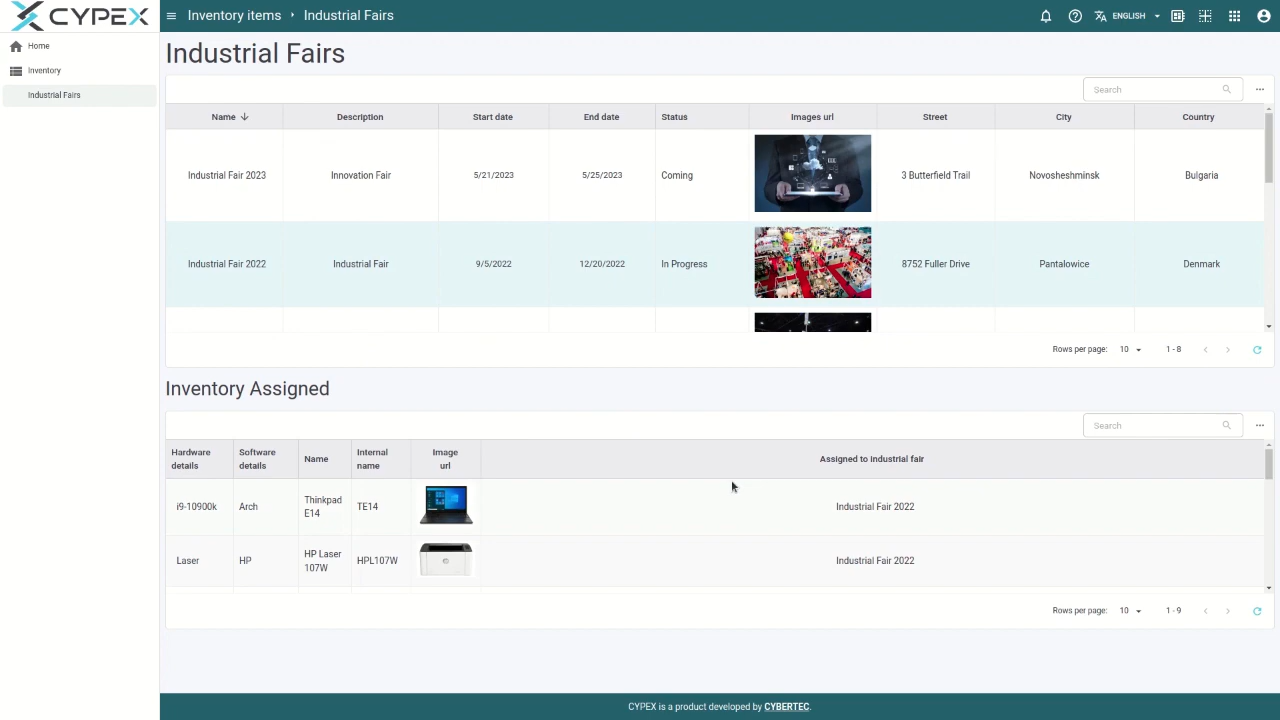 CYPEX
Inventory items › Industrial Fairs
ENGLISH
Home
Inventory
Industrial Fairs
Industrial Fairs
Search
Name Description Start date End date Status Images url Street City Country
Industrial Fair 2023 Innovation Fair 5/21/2023 5/25/2023 Coming 3 Butterfield Trail Novosheshminsk Bulgaria
Industrial Fair 2022 Industrial Fair 9/5/2022 12/20/2022 In Progress 8752 Fuller Drive Pantalowice Denmark
Rows per page: 10 1 - 8
Inventory Assigned
Search
Hardware details Software details Name Internal name Image url Assigned to industrial fair
i9-10900k Arch Thinkpad E14 TE14 Industrial Fair 2022
Laser HP HP Laser 107W HPL107W Industrial Fair 2022
Rows per page: 10 1 - 9
CYPEX is a product developed by CYBERTEC.